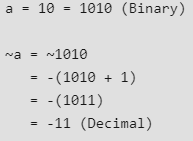 a = 10 = 1010 (Binary)
~a = ~1010
= -(1010 + 1)
= -(1011)
= -11 (Decimal)